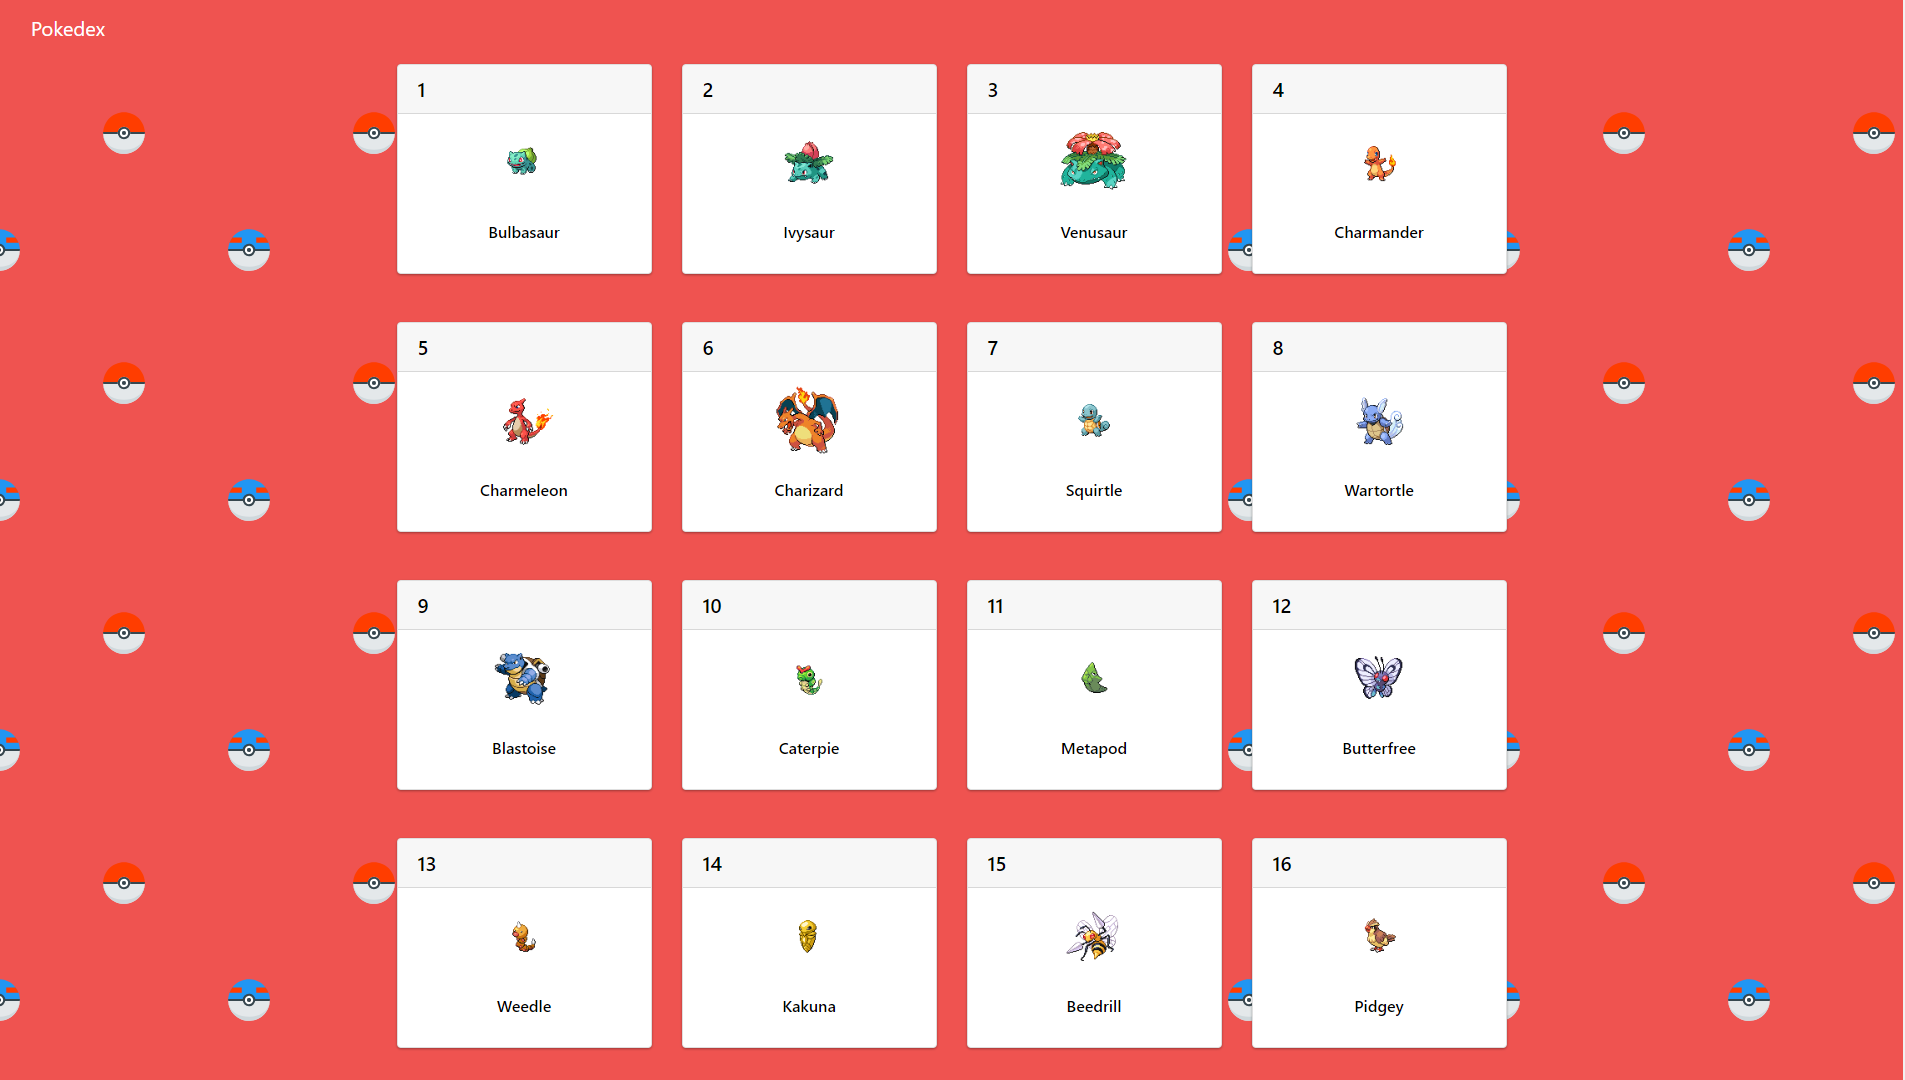 Pokedex
1
2
3
4
Bulbasaur
Ivysaur
Venusaur
Charmander
5
6
7
8
Charmeleon
Charizard
Squirtle
Wartortle
9
10
11
12
Blastoise
Caterpie
Metapod
Butterfree
13
14
15
16
Weedle
Kakuna
Beedrill
Pidgey